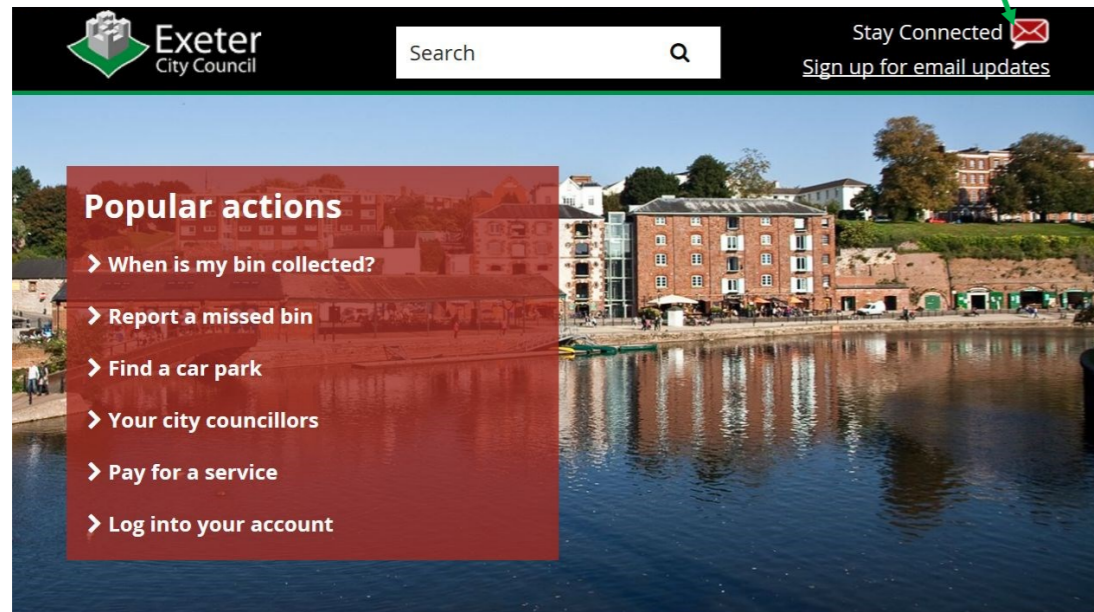 Exeter
City Council
Search
Stay Connected
Sign up for email updates
Popular actions
When is my bin collected?
Report a missed bin
Find a car park
Your city councillors
Pay for a service
Log into your account